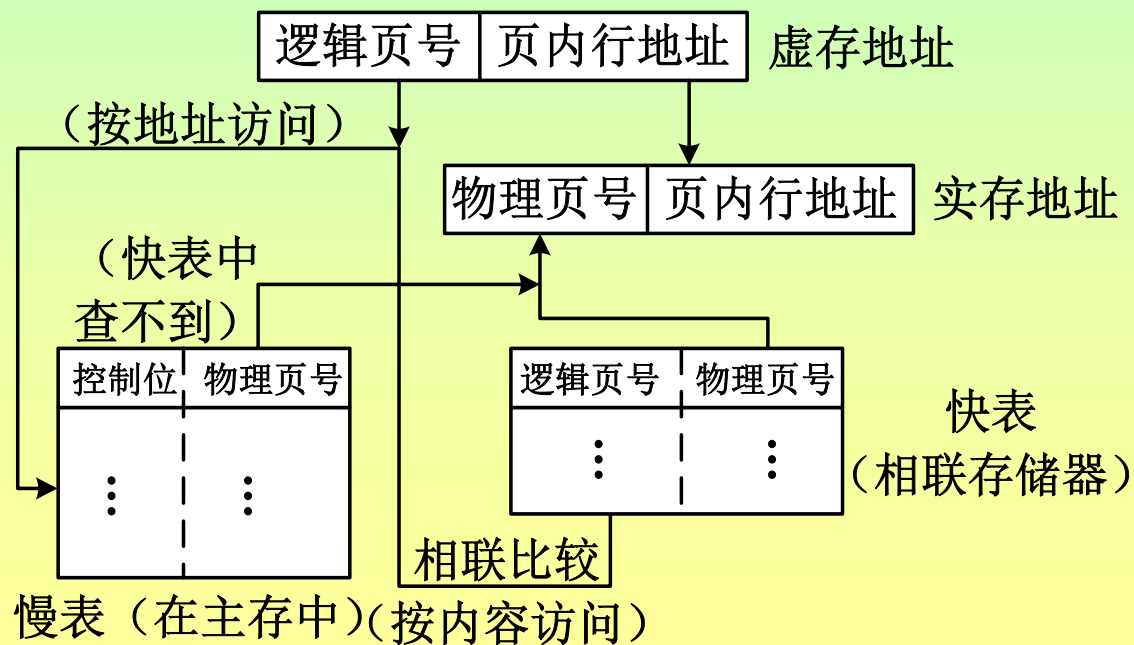 逻辑页号 页内行地址 虚存地址
（按地址访问）
物理页号 页内行地址 实存地址
（快表中
查不到）
控制位 物理页号
逻辑页号 物理页号
快表
（相联存储器）
相联比较
慢表（在主存中）
（按内容访问）